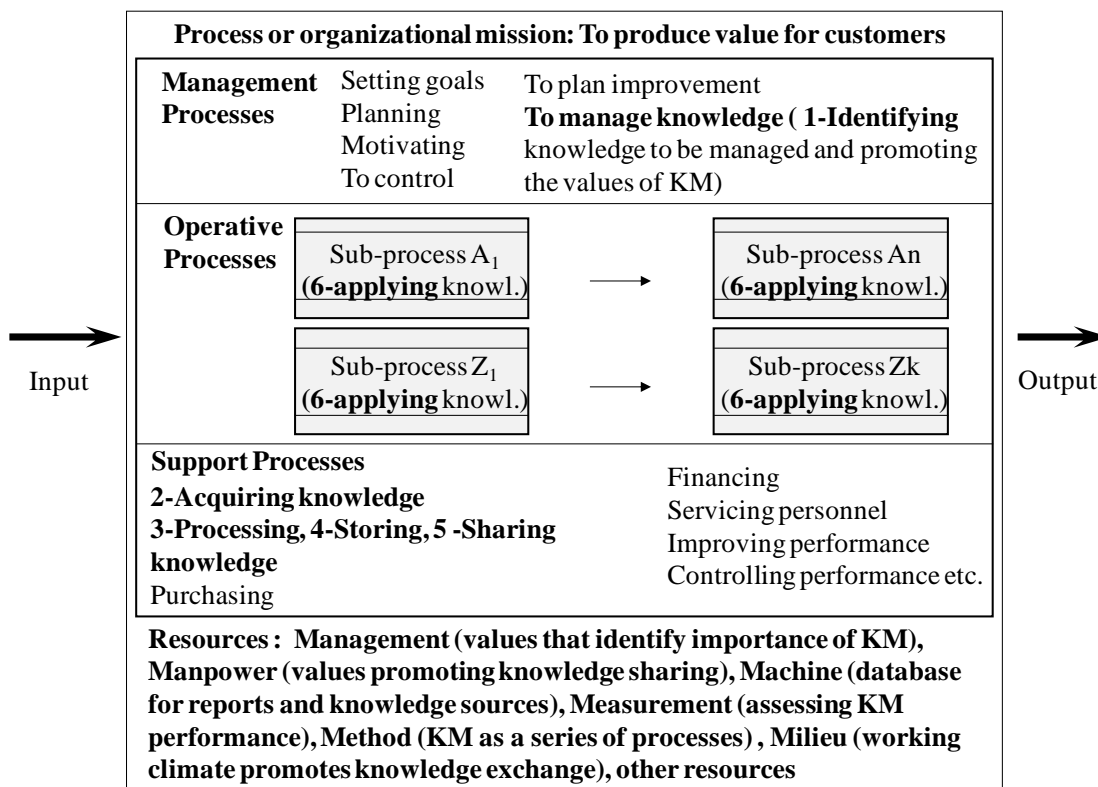 Process or organizational mission: To produce value for customers
Management
Processes
Setting goals
Planning
Motivating
To control
To plan improvement
To manage knowledge ( 1-Identifying
knowledge to be managed and promoting
the values of KM)
Operative
Processes
Sub-process A1
(6-applying knowl.)
Sub-process An
(6-applying knowl.)
Sub-process Z1
(6-applying knowl.)
Sub-process Zk
(6-applying knowl.)
Input
Output
Support Processes
2-Acquiring knowledge
3-Processing, 4-Storing, 5 -Sharing
knowledge
Purchasing
Financing
Servicing personnel
Improving performance
Controlling performance etc.
Resources : Management (values that identify importance of KM),
Manpower (values promoting knowledge sharing), Machine (database
for reports and knowledge sources), Measurement (assessing KM
performance), Method (KM as a series of processes) , Milieu (working
climate promotes knowledge exchange), other resources